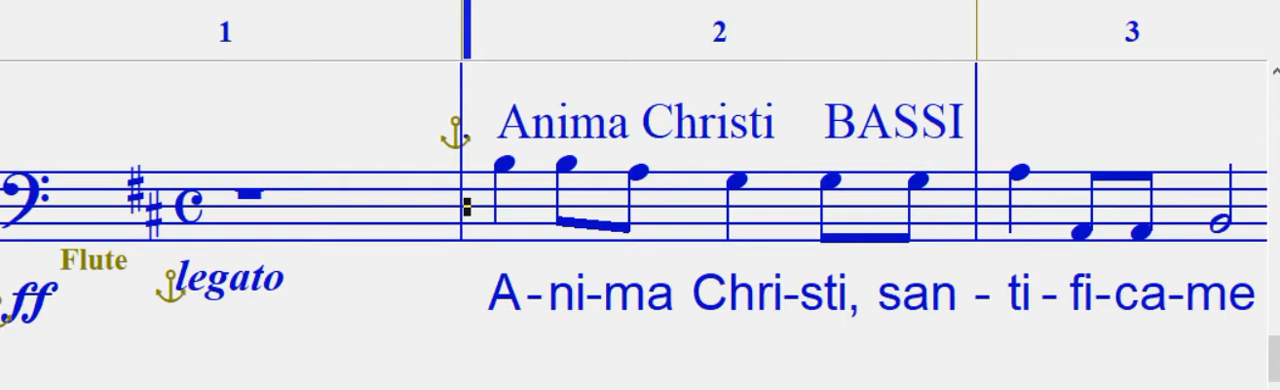 1 2 3
Anima Christi BASSI
Flute
ff legato
A-ni-ma Chri-sti, san - ti - fi-ca-me